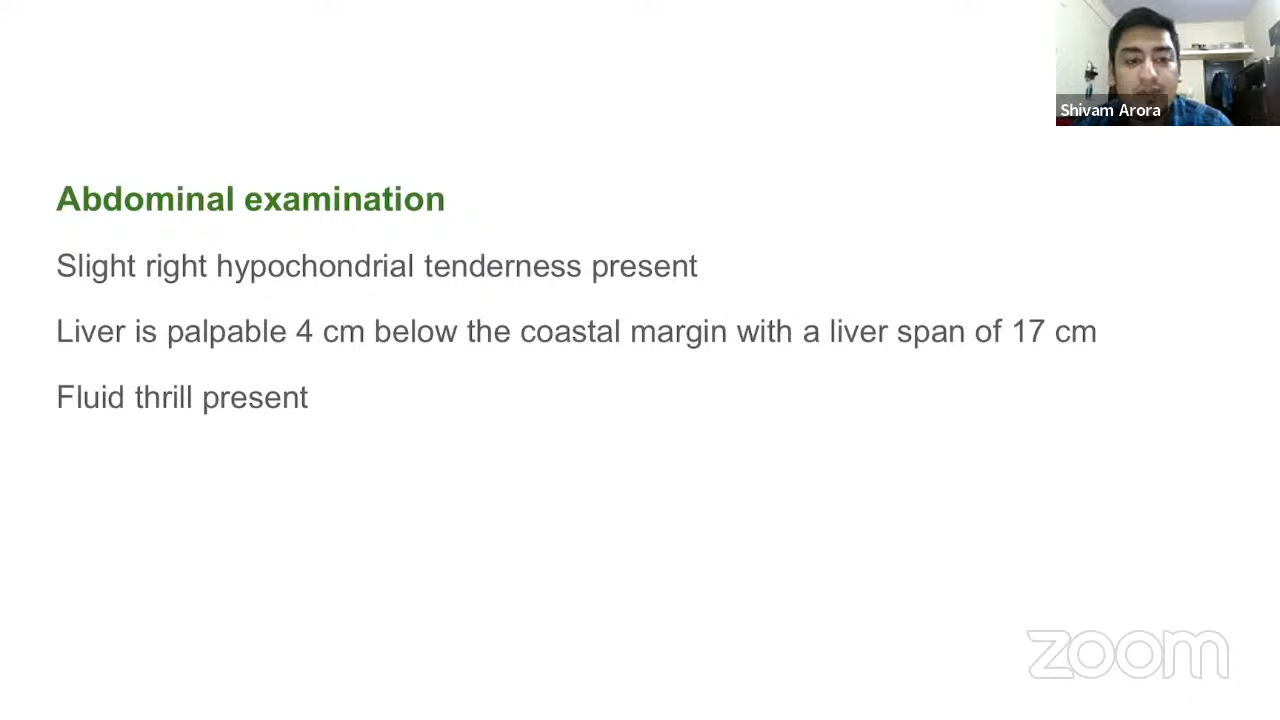 Shivam Arora
Abdominal examination
Slight right hypochondrial tenderness present
Liver is palpable 4 cm below the coastal margin with a liver span of 17 cm
Fluid thrill present
zoom